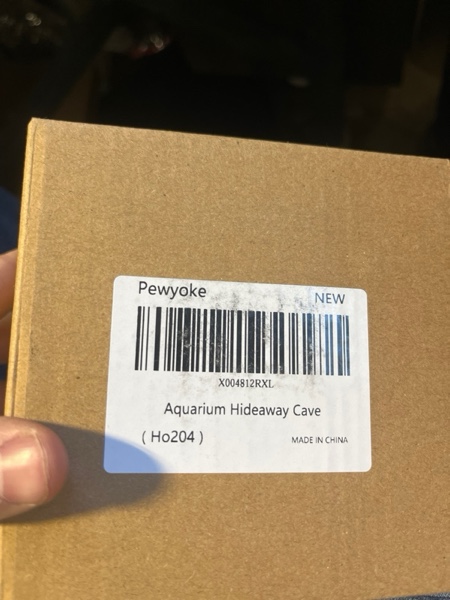 Pewyoke
NEW
X004812RXL
Aquarium Hideaway Cave
( Ho204 )
MADE IN CHINA